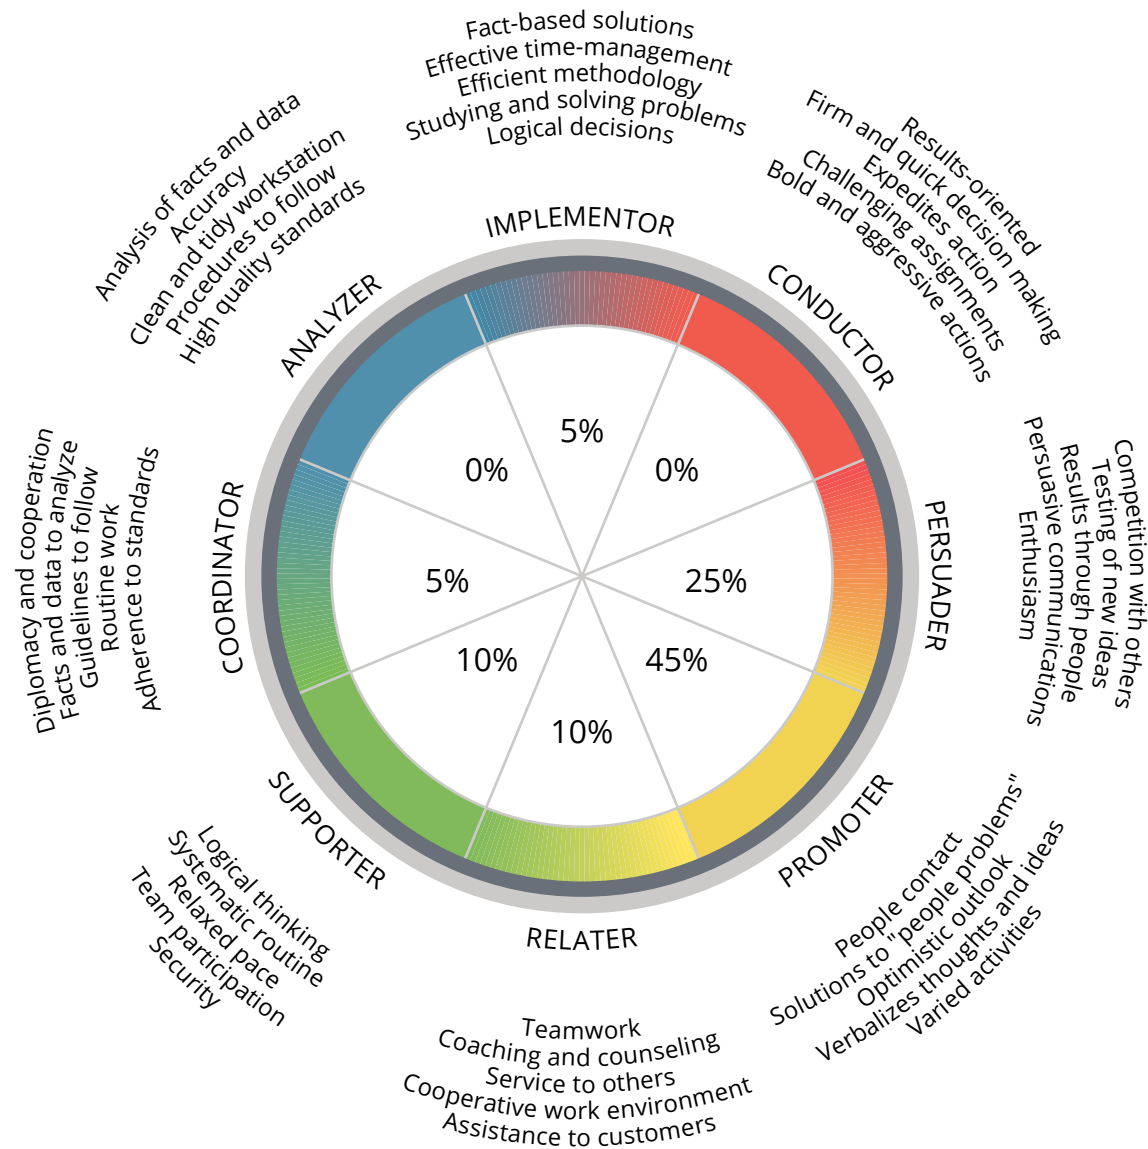 Fact-based solutions
Effective time-management
Efficient methodology
Studying and solving problems
Logical decisions
IMPLEMENTOR
5%
Results-oriented
Firm and quick decision making
Expedites action
Challenging assignments
Bold and aggressive actions
CONDUCTOR
0%
Competition with others
Testing of new ideas
Results through people
Persuasive communications
Enthusiasm
PERSUADER
25%
People contact
Solutions to "people problems"
Optimistic outlook
Verbalizes thoughts and ideas
Varied activities
PROMOTER
45%
RELATER
10%
Teamwork
Coaching and counseling
Service to others
Cooperative work environment
Assistance to customers
SUPPORTER
10%
Logical thinking
Systematic routine
Relaxed pace
Team participation
Security
COORDINATOR
5%
Diplomacy and cooperation
Facts and data to analyze
Guidelines to follow
Routine work
Adherence to standards
ANALYZER
0%
Analysis of facts and data
Accuracy
Clean and tidy workstation
Procedures to follow
High quality standards